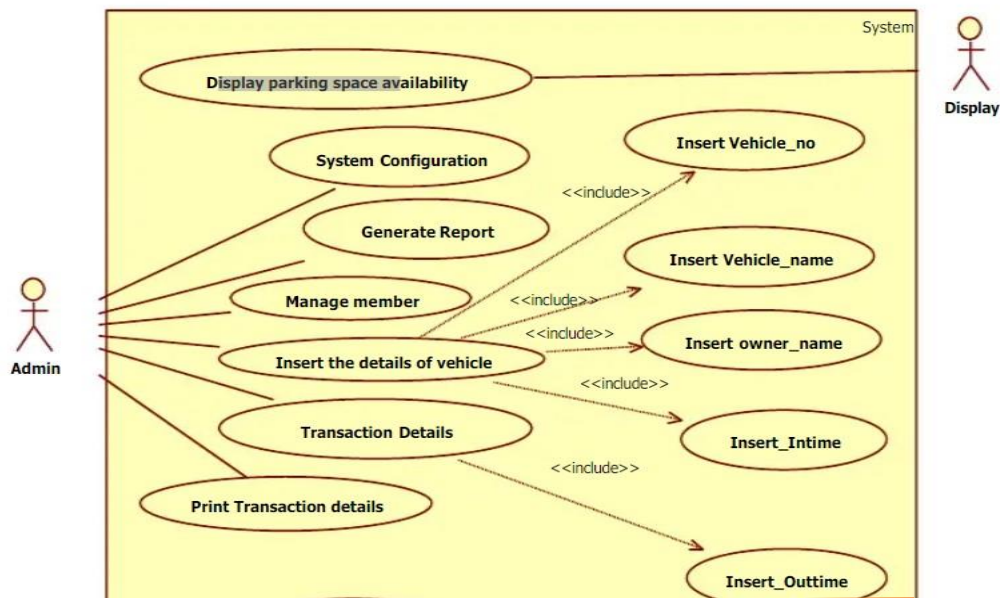 System
Display parking space availability
Display
Insert Vehicle_no
System Configuration
<<include>>
Generate Report
Insert Vehicle_name
Manage member
<<include>>
<<include>>
Insert owner_name
Admin
Insert the details of vehicle
<<include>>
Transaction Details
Insert_Intime
<<include>>
Print Transaction details
Insert_Outtime